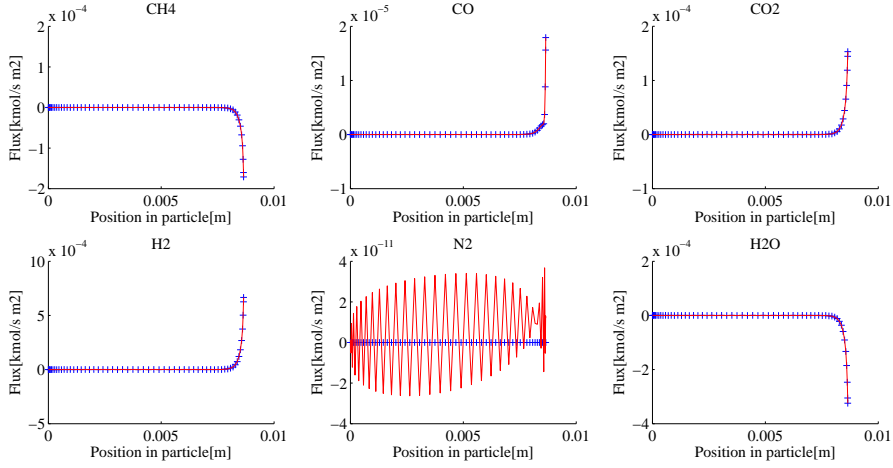 x 10⁻⁴ CH4
2
1
0
−1
−2
0 0.005 0.01
Flux[kmol/s m2]
Position in particle[m]
x 10⁻⁵ CO
2
1
0
−1
0 0.005 0.01
Flux[kmol/s m2]
Position in particle[m]
x 10⁻⁴ CO2
2
1
0
−1
0 0.005 0.01
Flux[kmol/s m2]
Position in particle[m]
x 10⁻⁴ H2
10
5
0
−5
0 0.005 0.01
Flux[kmol/s m2]
Position in particle[m]
x 10⁻¹¹ N2
4
2
0
−2
−4
0 0.005 0.01
Flux[kmol/s m2]
Position in particle[m]
x 10⁻⁴ H2O
2
0
−2
−4
0 0.005 0.01
Flux[kmol/s m2]
Position in particle[m]